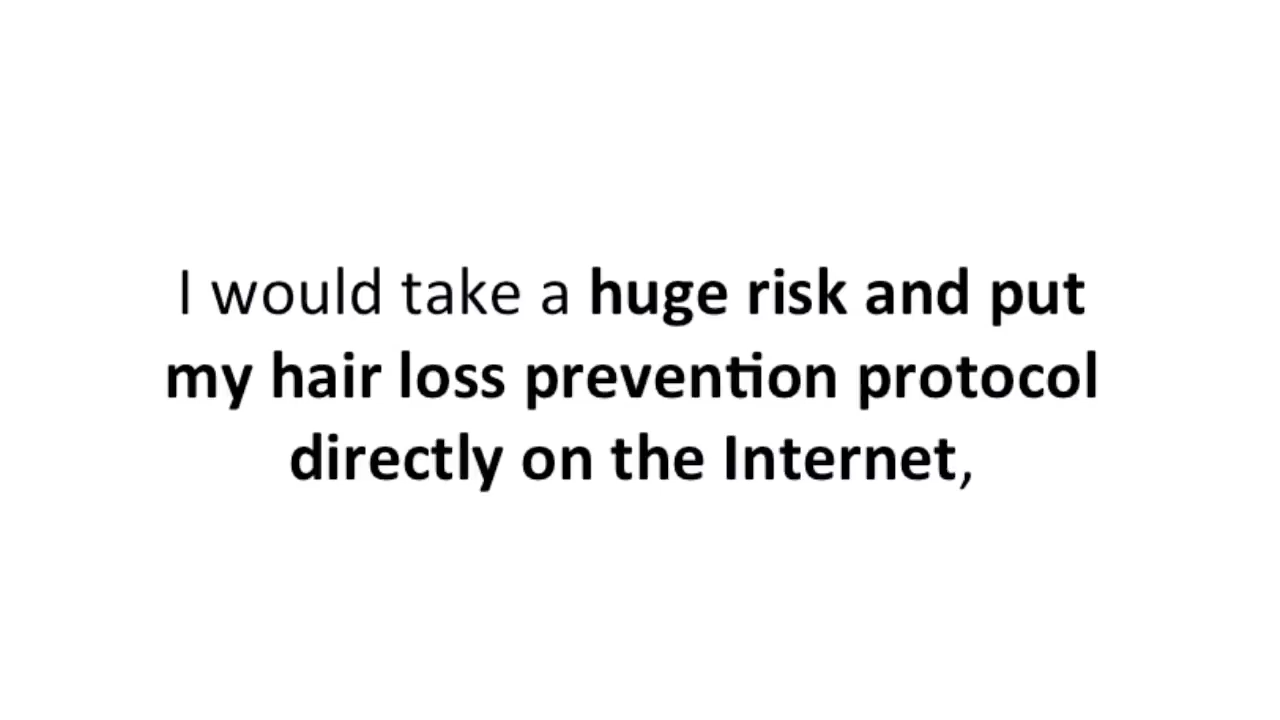 I would take a huge risk and put
my hair loss prevention protocol
directly on the Internet,